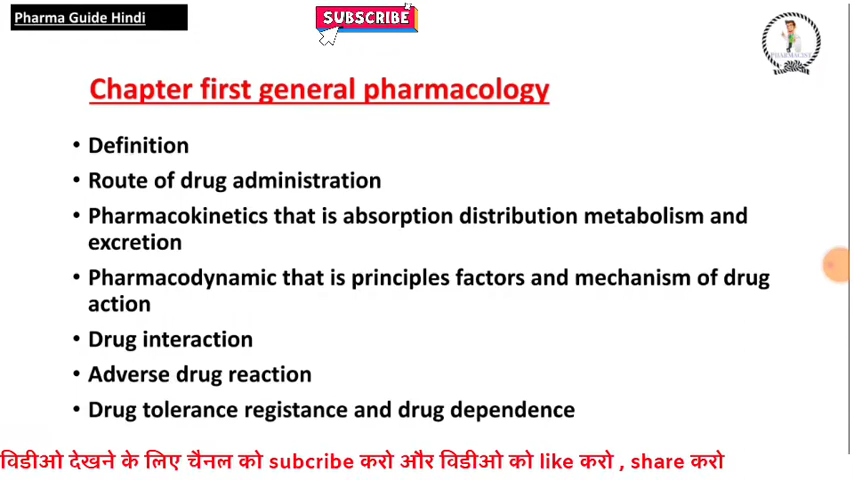 Pharma Guide Hindi
SUBSCRIBE
PHARMALIST
Chapter first general pharmacology
• Definition
• Route of drug administration
• Pharmacokinetics that is absorption distribution metabolism and
excretion
• Pharmacodynamic that is principles factors and mechanism of drug
action
• Drug interaction
• Adverse drug reaction
• Drug tolerance registance and drug dependence
विडीओ देखने के लिए चैनल को subcribe करो और विडीओ को like करो , share करो